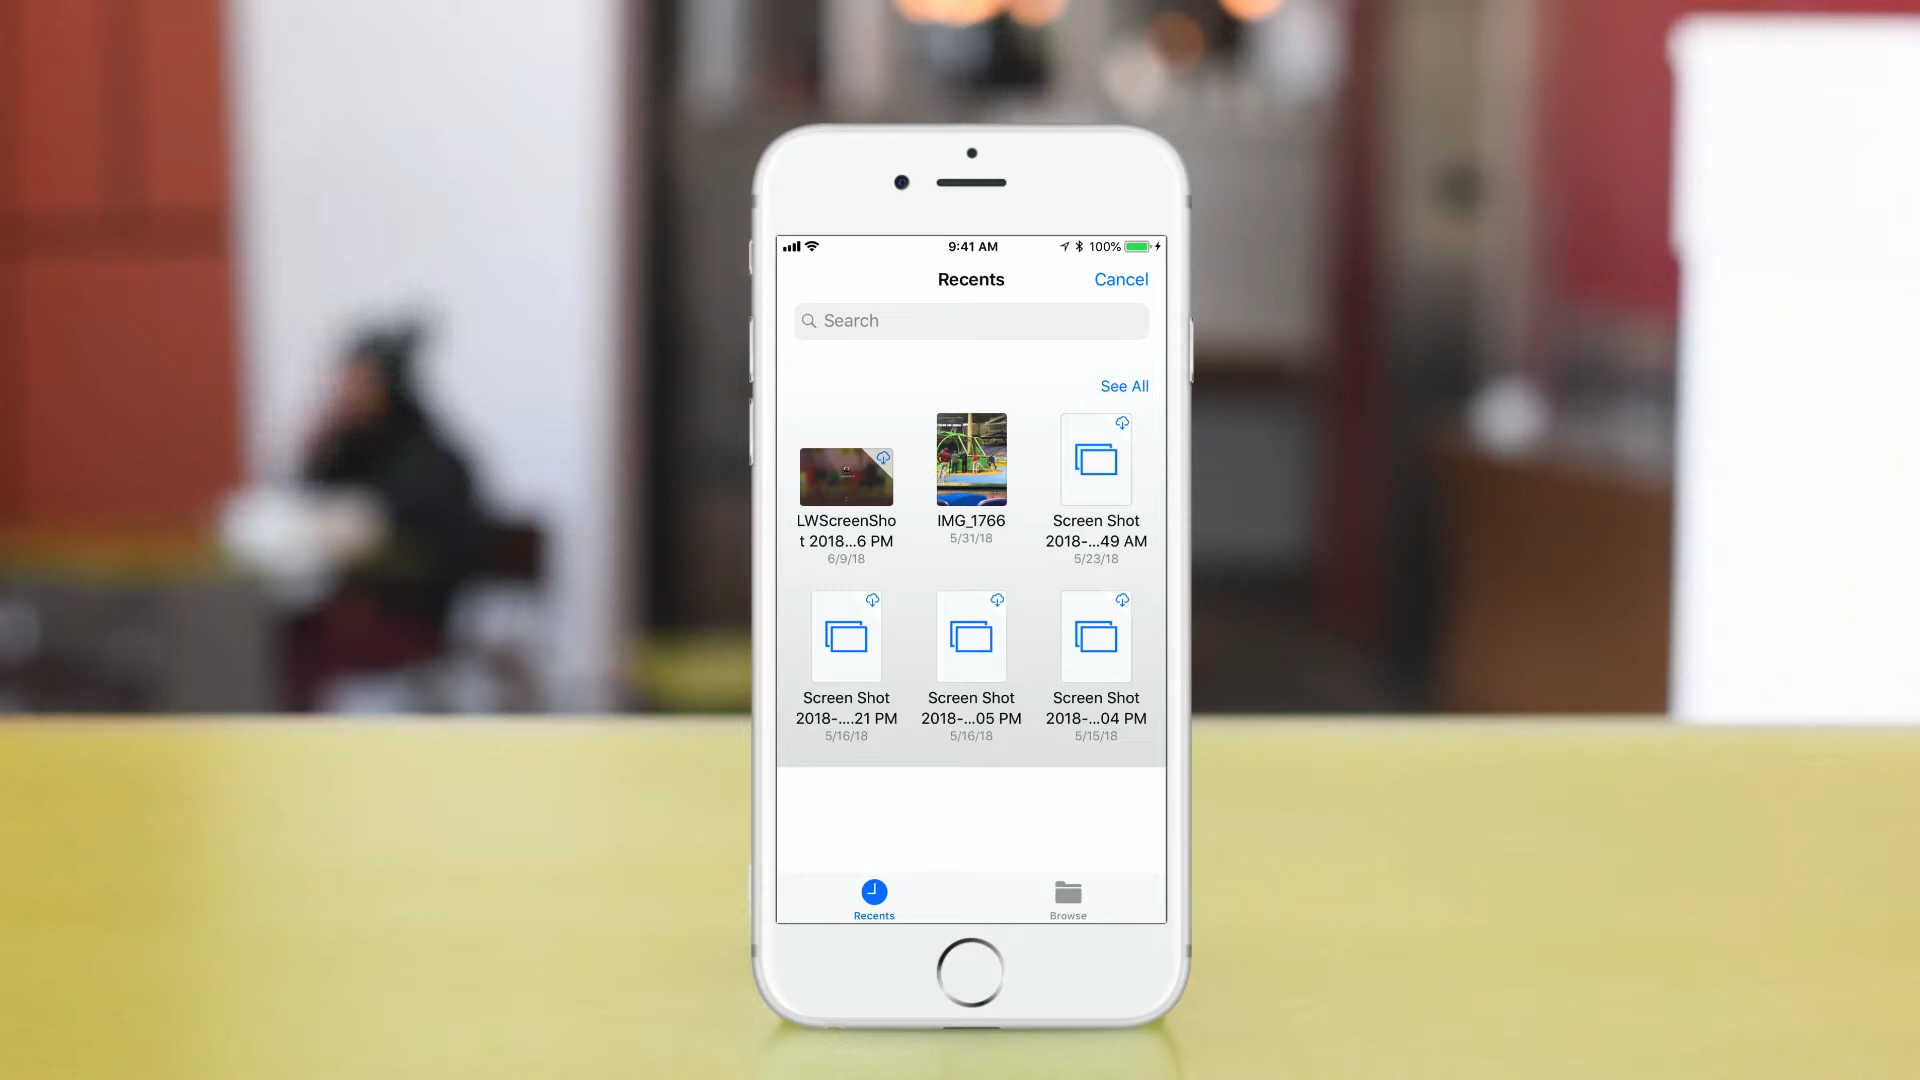 9:41 AM
100%
Recents
Cancel
Search
See All
LWScreenSho
t 2018...6 PM
6/9/18
IMG_1766
5/31/18
Screen Shot
2018-...49 AM
5/23/18
Screen Shot
2018-....21 PM
5/16/18
Screen Shot
2018-...05 PM
5/16/18
Screen Shot
2018-...04 PM
5/15/18
Recents
Browse